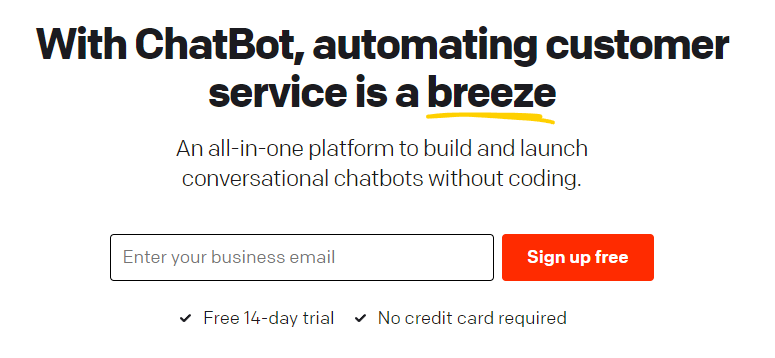 With ChatBot, automating customer
service is a breeze
An all-in-one platform to build and launch
conversational chatbots without coding.
Enter your business email
Sign up free
Free 14-day trial
No credit card required